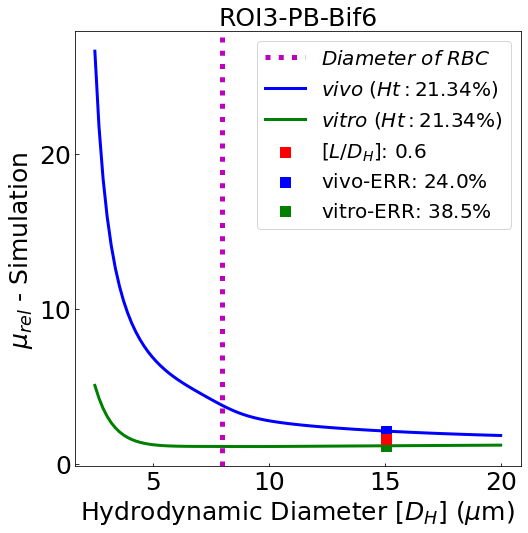 ROI3-PB-Bif6
Diameter of RBC
vivo (Ht : 21.34%)
vitro (Ht : 21.34%)
[L/D_H]: 0.6
vivo-ERR: 24.0%
vitro-ERR: 38.5%
μ_rel - Simulation
20
10
0
5 10 15 20
Hydrodynamic Diameter [D_H] (μm)